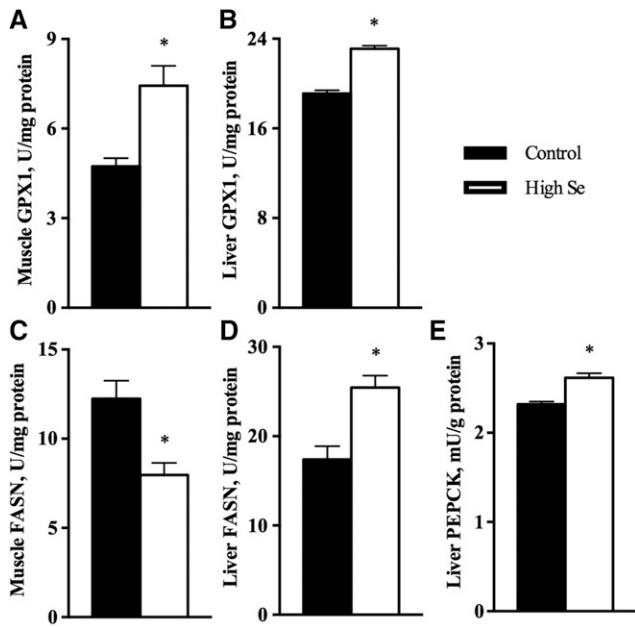 A
B
*
*
9
6
3
0
Muscle GPX1, U/mg protein
24
16
8
0
Liver GPX1, U/mg protein
Control
High Se
C
D
E
*
*
*
15
10
5
0
Muscle FASN, U/mg protein
30
20
10
0
Liver FASN, U/mg protein
3
2
1
0
Liver PEPCK, mU/g protein